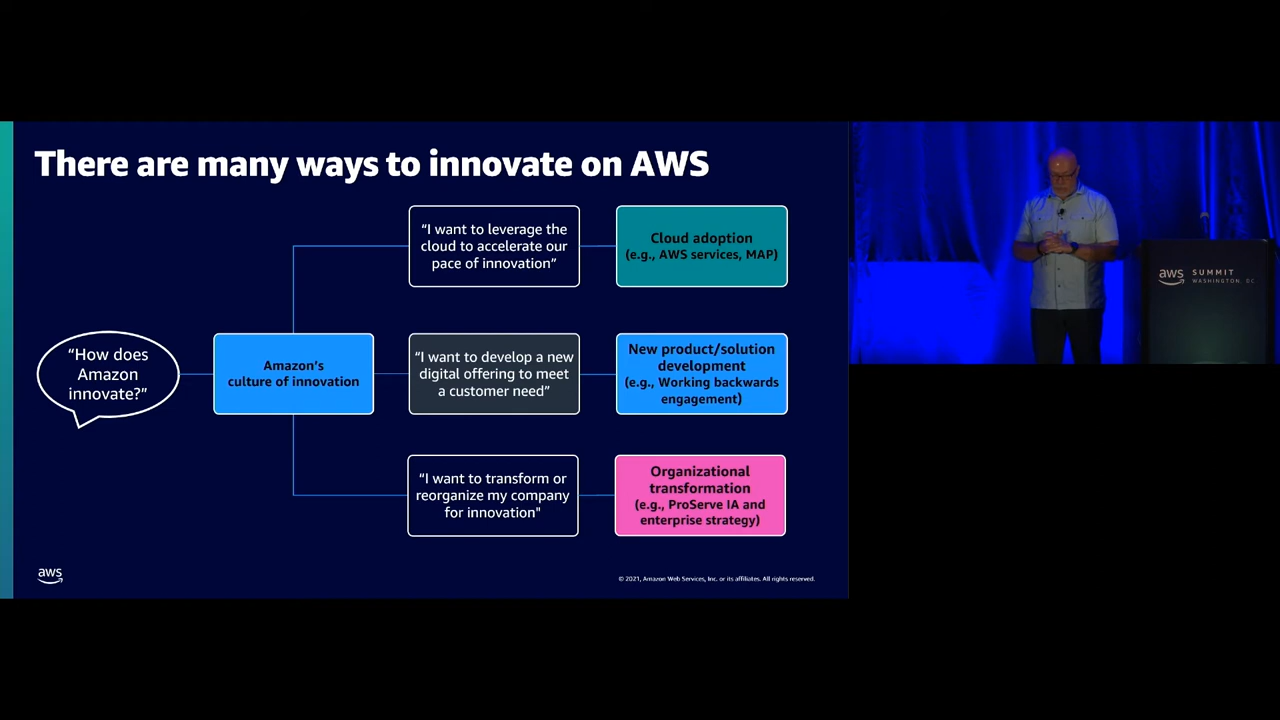 There are many ways to innovate on AWS
“I want to leverage the
cloud to accelerate our
pace of innovation”
Cloud adoption
(e.g., AWS services, MAP)
“How does
Amazon
innovate?”
Amazon's
culture of innovation
“I want to develop a new
digital offering to meet
a customer need”
New product/solution
development
(e.g., Working backwards
engagement)
“I want to transform or
reorganize my company
for innovation"
Organizational
transformation
(e.g., ProServe IA and
enterprise strategy)
aws
© 2021, Amazon Web Services, Inc. or its affiliates. All rights reserved.
aws SUMMIT
WASHINGTON, DC